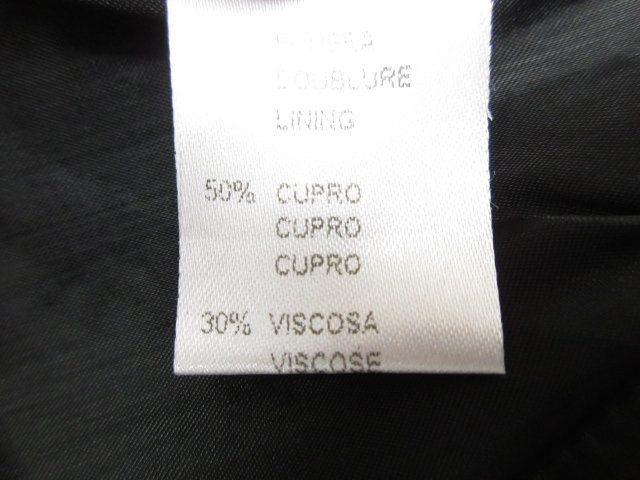 DOUBLURE
LINING
50% CUPRO
CUPRO
CUPRO
30% VISCOSA
VISCOSE